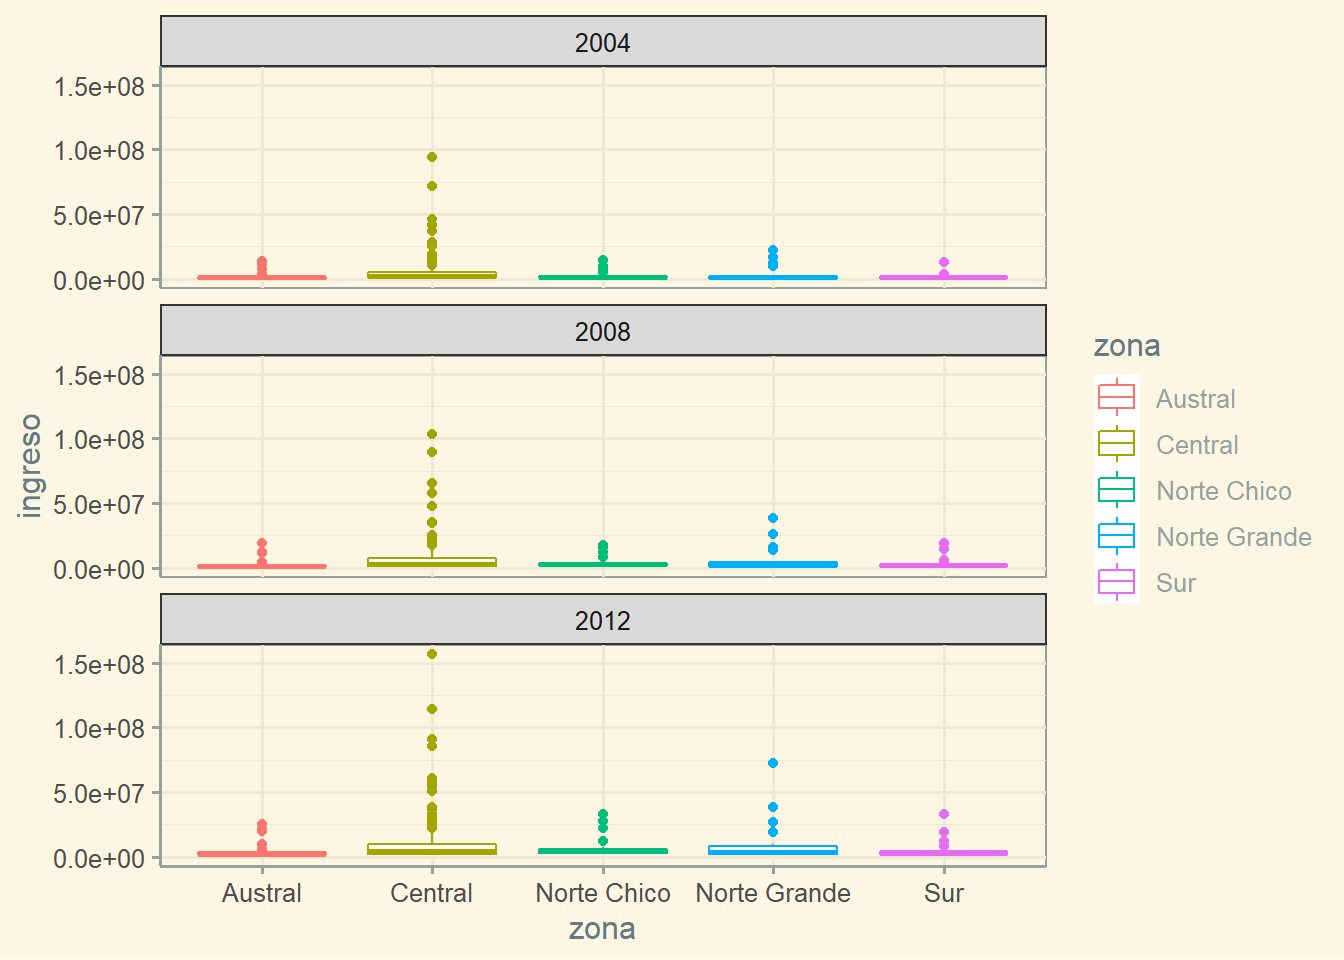 2004
1.5e+08
1.0e+08
5.0e+07
0.0e+00
2008
1.5e+08
1.0e+08
5.0e+07
0.0e+00
2012
1.5e+08
1.0e+08
5.0e+07
0.0e+00
ingreso
Austral Central Norte Chico Norte Grande Sur
zona
zona
Austral
Central
Norte Chico
Norte Grande
Sur